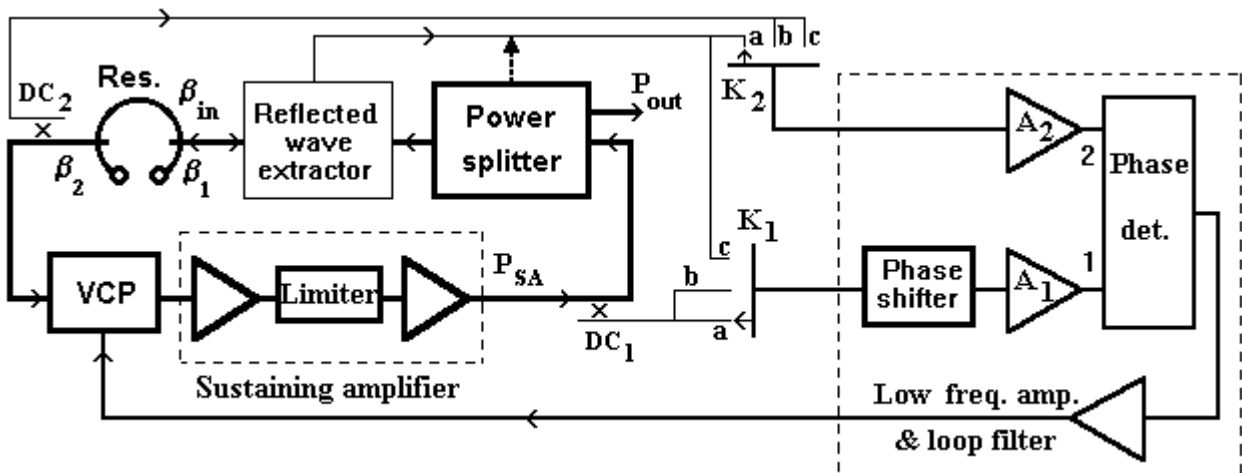 a b c
DC2
Res.
βin
β2
β1
Reflected
wave
extractor
Power
splitter
Pout
K2
A2
2
Phase
det.
1
A1
Phase
shifter
K1
c
b
a
DC1
PSA
VCP
Limiter
Sustaining amplifier
Low freq. amp.
& loop filter